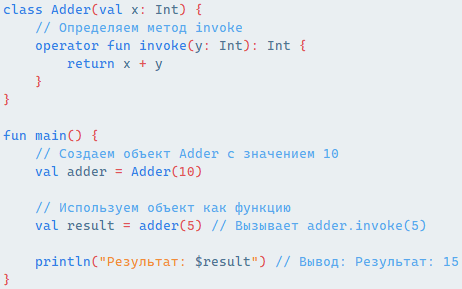 class Adder(val x: Int) {
    // Определяем метод invoke
    operator fun invoke(y: Int): Int {
        return x + y
    }
}

fun main() {
    // Создаем объект Adder с значением 10
    val adder = Adder(10)

    // Используем объект как функцию
    val result = adder(5) // Вызывает adder.invoke(5)

    println("Результат: $result") // Вывод: Результат: 15
}